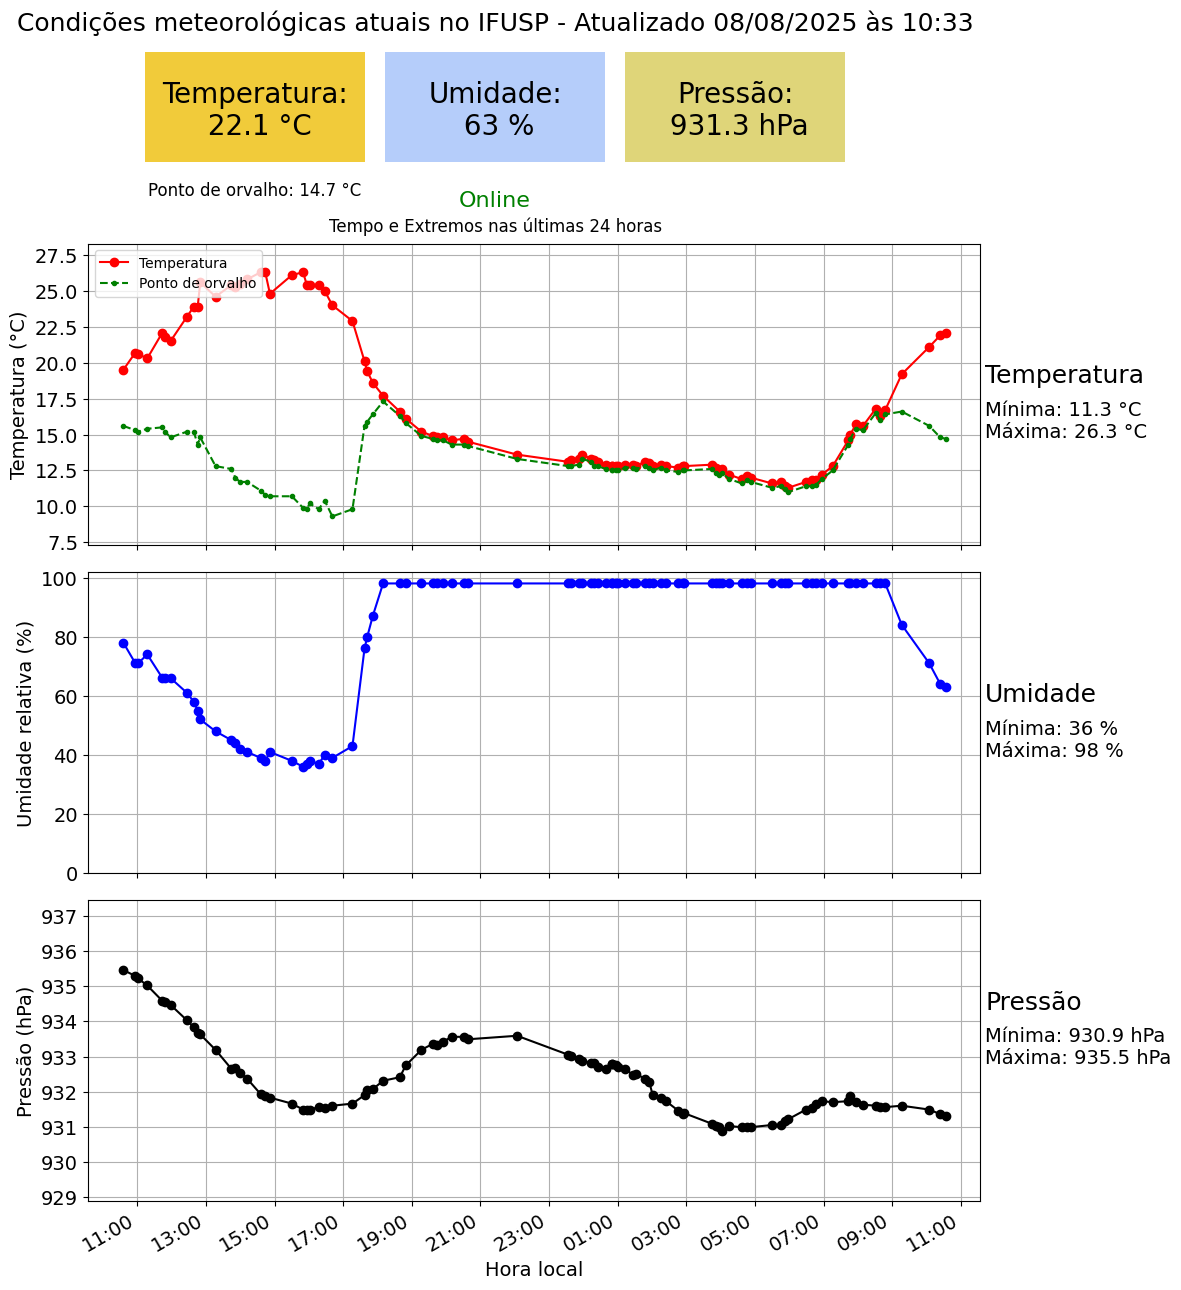 Condições meteorológicas atuais no IFUSP - Atualizado 08/08/2025 às 10:33
Temperatura:
22.1 °C
Umidade:
63 %
Pressão:
931.3 hPa
Ponto de orvalho: 14.7 °C
Online
Tempo e Extremos nas últimas 24 horas
Temperatura
Ponto de orvalho
Temperatura (°C)
27.5
25.0
22.5
20.0
17.5
15.0
12.5
10.0
7.5
Temperatura
Mínima: 11.3 °C
Máxima: 26.3 °C
Umidade relativa (%)
100
80
60
40
20
0
Umidade
Mínima: 36 %
Máxima: 98 %
Pressão (hPa)
937
936
935
934
933
932
931
930
929
Pressão
Mínima: 930.9 hPa
Máxima: 935.5 hPa
11:00 13:00 15:00 17:00 19:00 21:00 23:00 01:00 03:00 05:00 07:00 09:00 11:00
Hora local